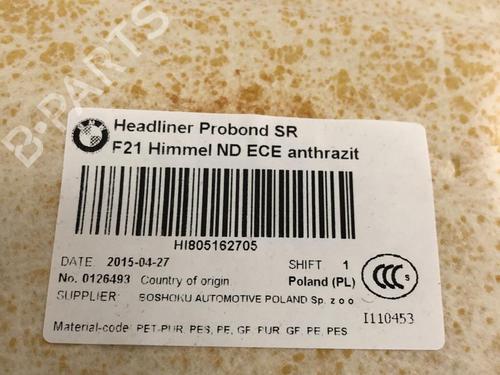 B-PARTS
BMW
Headliner Probond SR
F21 Himmel ND ECE anthrazit
HI805162705
DATE 2015-04-27 SHIFT 1
No. 0126493 Country of origin Poland (PL)
SUPPLIER: BOSHOKU AUTOMOTIVE POLAND Sp. z o o
CCC S
I110453
Material-code: PET-PUR, PES, PE, GF, PUR, GF, PE, PES